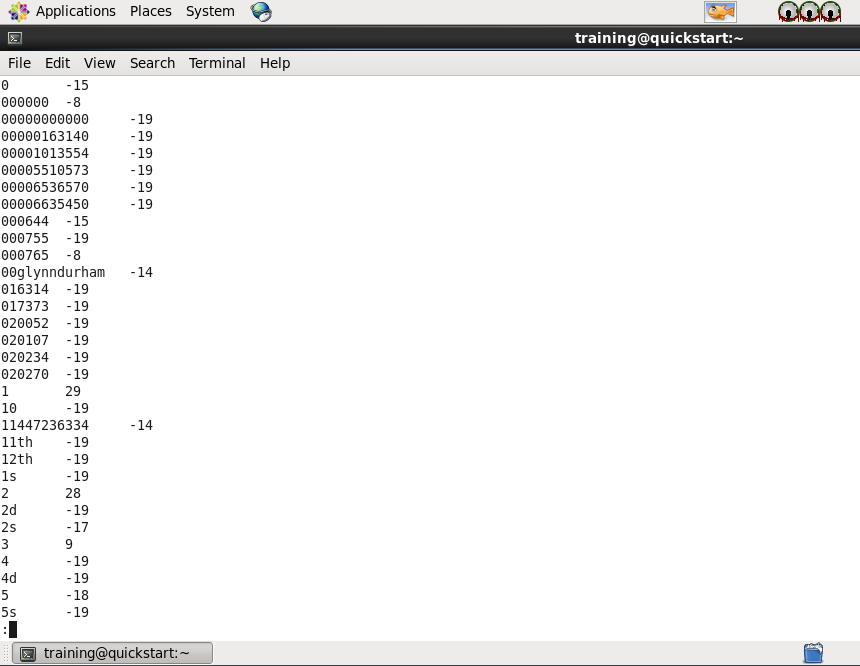 Applications Places System
training@quickstart:~
File Edit View Search Terminal Help
0 -15
000000 -8
00000000000 -19
00000163140 -19
00001013554 -19
00005510573 -19
00006536570 -19
00006635450 -19
000644 -15
000755 -19
000765 -8
00glynndurham -14
016314 -19
017373 -19
020052 -19
020107 -19
020234 -19
020270 -19
1 29
10 -19
11447236334 -14
11th -19
12th -19
1s -19
2 28
2d -19
2s -17
3 9
4 -19
4d -19
5 -18
5s -19
:
training@quickstart:~